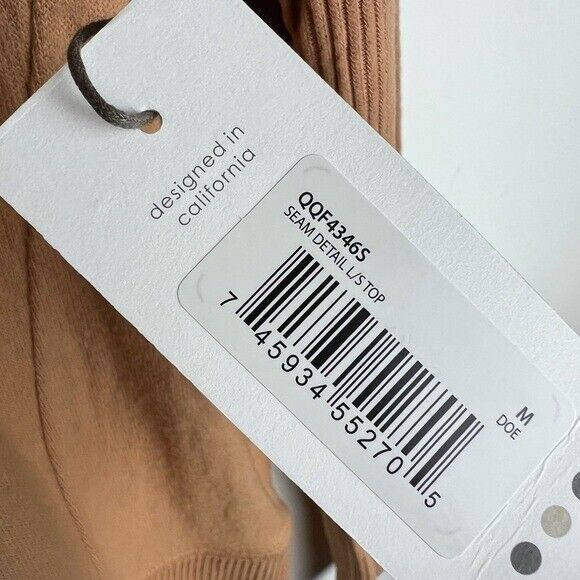 designed in
california
QQF4346S
SEAM DETAIL L/S TOP
7 45934 55270 5
M
DOE